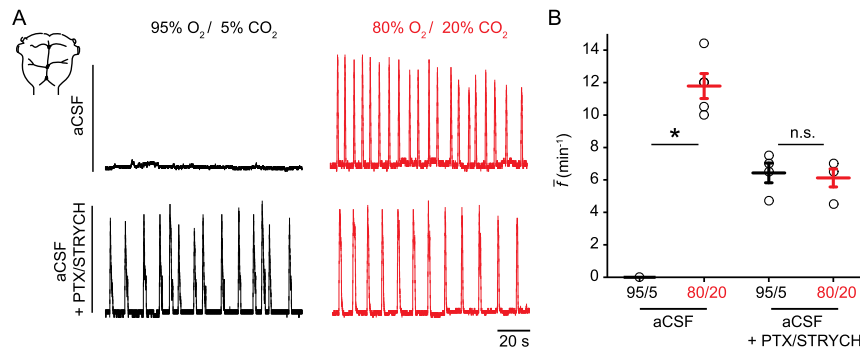 A
95% O₂ / 5% CO₂
80% O₂ / 20% CO₂
aCSF
aCSF
+ PTX/STRYCH
20 s
B
f̄ (min⁻¹)
14
12
10
8
6
4
2
0
*
n.s.
95/5
80/20
95/5
80/20
aCSF
aCSF
+ PTX/STRYCH